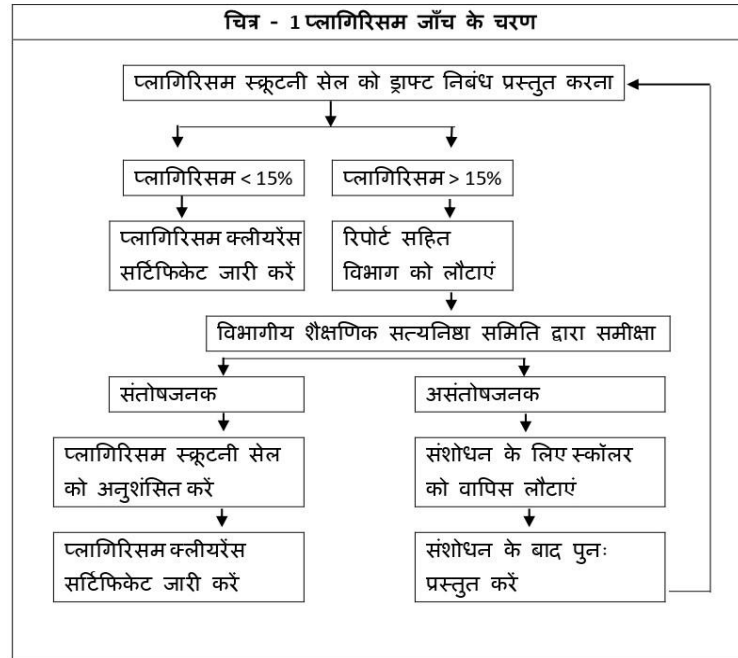 चित्र - 1 प्लागिरिसम जाँच के चरण
प्लागिरिसम स्क्रूटनी सेल को ड्राफ्ट निबंध प्रस्तुत करना
प्लागिरिसम < 15%
प्लागिरिसम > 15%
प्लागिरिसम क्लीयरेंस
सर्टिफिकेट जारी करें
रिपोर्ट सहित
विभाग को लौटाएं
विभागीय शैक्षणिक सत्यनिष्ठा समिति द्वारा समीक्षा
संतोषजनक
असंतोषजनक
प्लागिरिसम स्क्रूटनी सेल
को अनुशंसित करें
संशोधन के लिए स्कॉलर
को वापिस लौटाएं
प्लागिरिसम क्लीयरेंस
सर्टिफिकेट जारी करें
संशोधन के बाद पुनः
प्रस्तुत करें